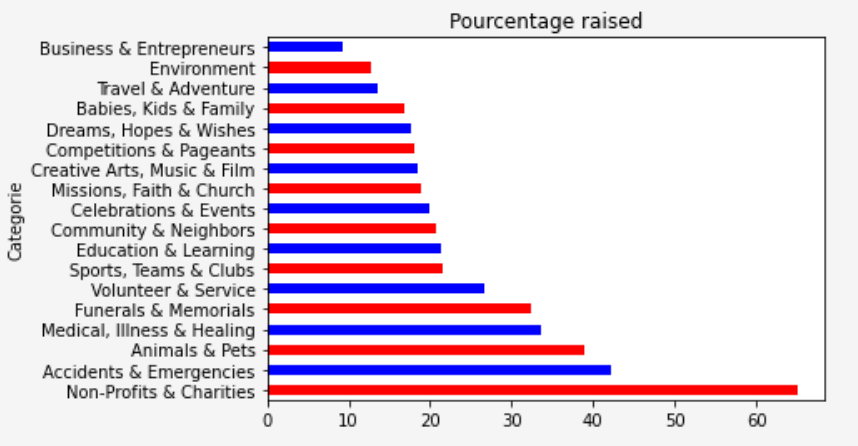 Pourcentage raised
Business & Entrepreneurs
Environment
Travel & Adventure
Babies, Kids & Family
Dreams, Hopes & Wishes
Competitions & Pageants
Creative Arts, Music & Film
Missions, Faith & Church
Celebrations & Events
Community & Neighbors
Education & Learning
Sports, Teams & Clubs
Volunteer & Service
Funerals & Memorials
Medical, Illness & Healing
Animals & Pets
Accidents & Emergencies
Non-Profits & Charities
Categorie
0 10 20 30 40 50 60